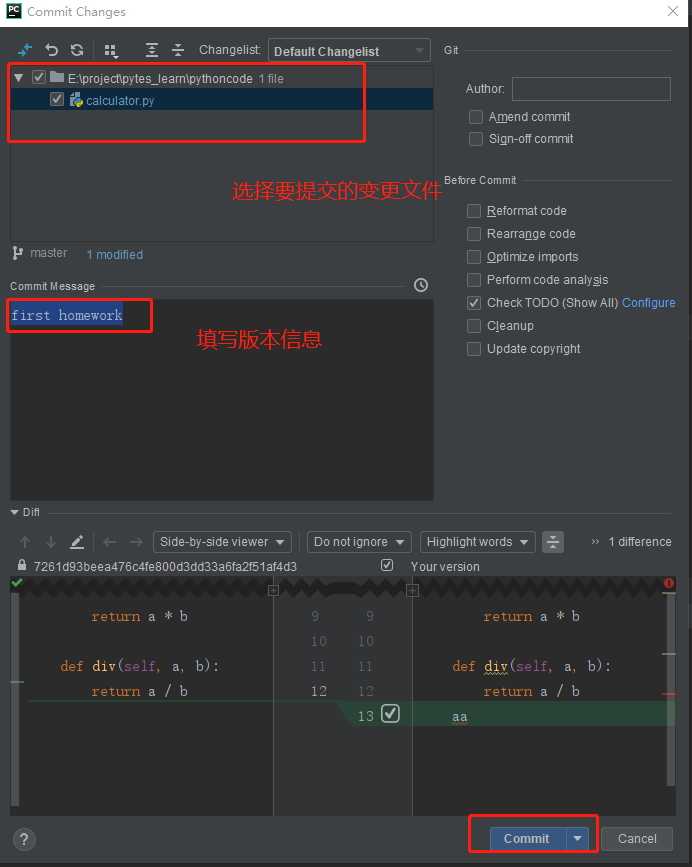 PC Commit Changes
Changelist: Default Changelist
E:\project\pytes_learn\pythoncode 1 file
calculator.py
选择要提交的变更文件
master 1 modified
Commit Message
first homework
填写版本信息
Git
Author:
Amend commit
Sign-off commit
Before Commit
Reformat code
Rearrange code
Optimize imports
Perform code analysis
Check TODO (Show All) Configure
Cleanup
Update copyright
Diff
Side-by-side viewer Do not ignore Highlight words 1 difference
7261d93beea476c4fe800d3dd33a6fa2f51af4d3 Your version
return a * b 9 9 return a * b
10 10
def div(self, a, b): 11 11 def div(self, a, b):
return a / b 12 12 return a / b
13 aa
? Commit Cancel